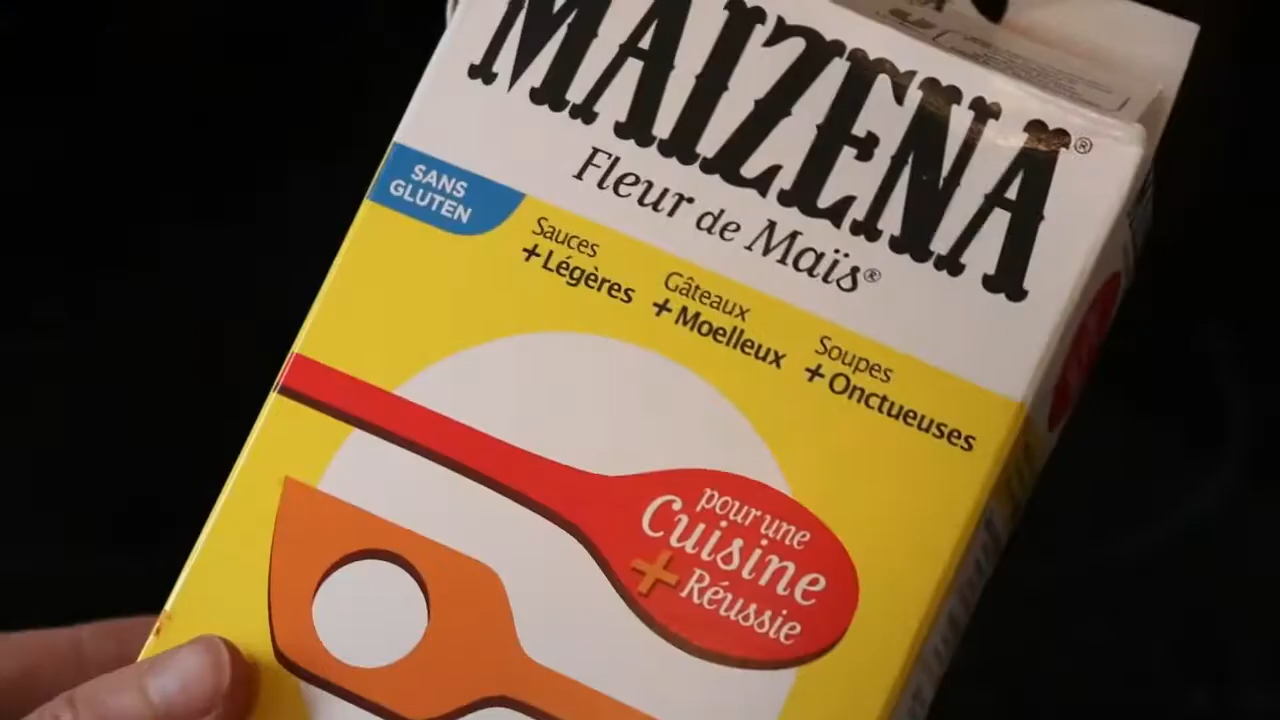 MAIZENA®
Fleur de Maïs®
SANS
GLUTEN
Sauces
+Légères
Gâteaux
+Moelleux
Soupes
+Onctueuses
pour une
Cuisine
+ Réussie